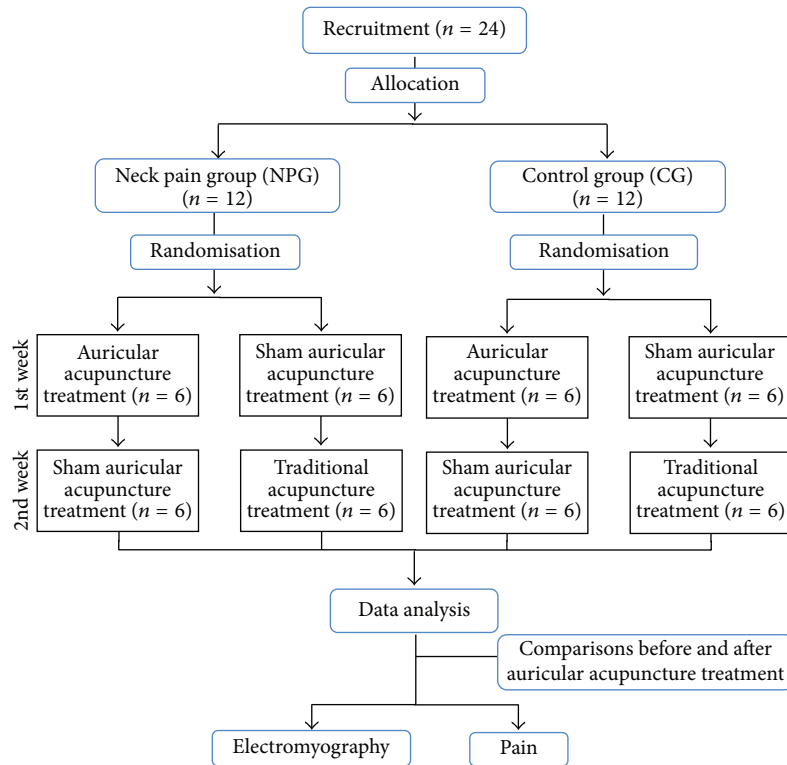 Recruitment (n = 24)
Allocation
Neck pain group (NPG)
(n = 12)
Control group (CG)
(n = 12)
Randomisation
Randomisation
1st week
Auricular
acupuncture
treatment (n = 6)
Sham auricular
acupuncture
treatment (n = 6)
Auricular
acupuncture
treatment (n = 6)
Sham auricular
acupuncture
treatment (n = 6)
2nd week
Sham auricular
acupuncture
treatment (n = 6)
Traditional
acupuncture
treatment (n = 6)
Sham auricular
acupuncture
treatment (n = 6)
Traditional
acupuncture
treatment (n = 6)
Data analysis
Comparisons before and after
auricular acupuncture treatment
Electromyography
Pain